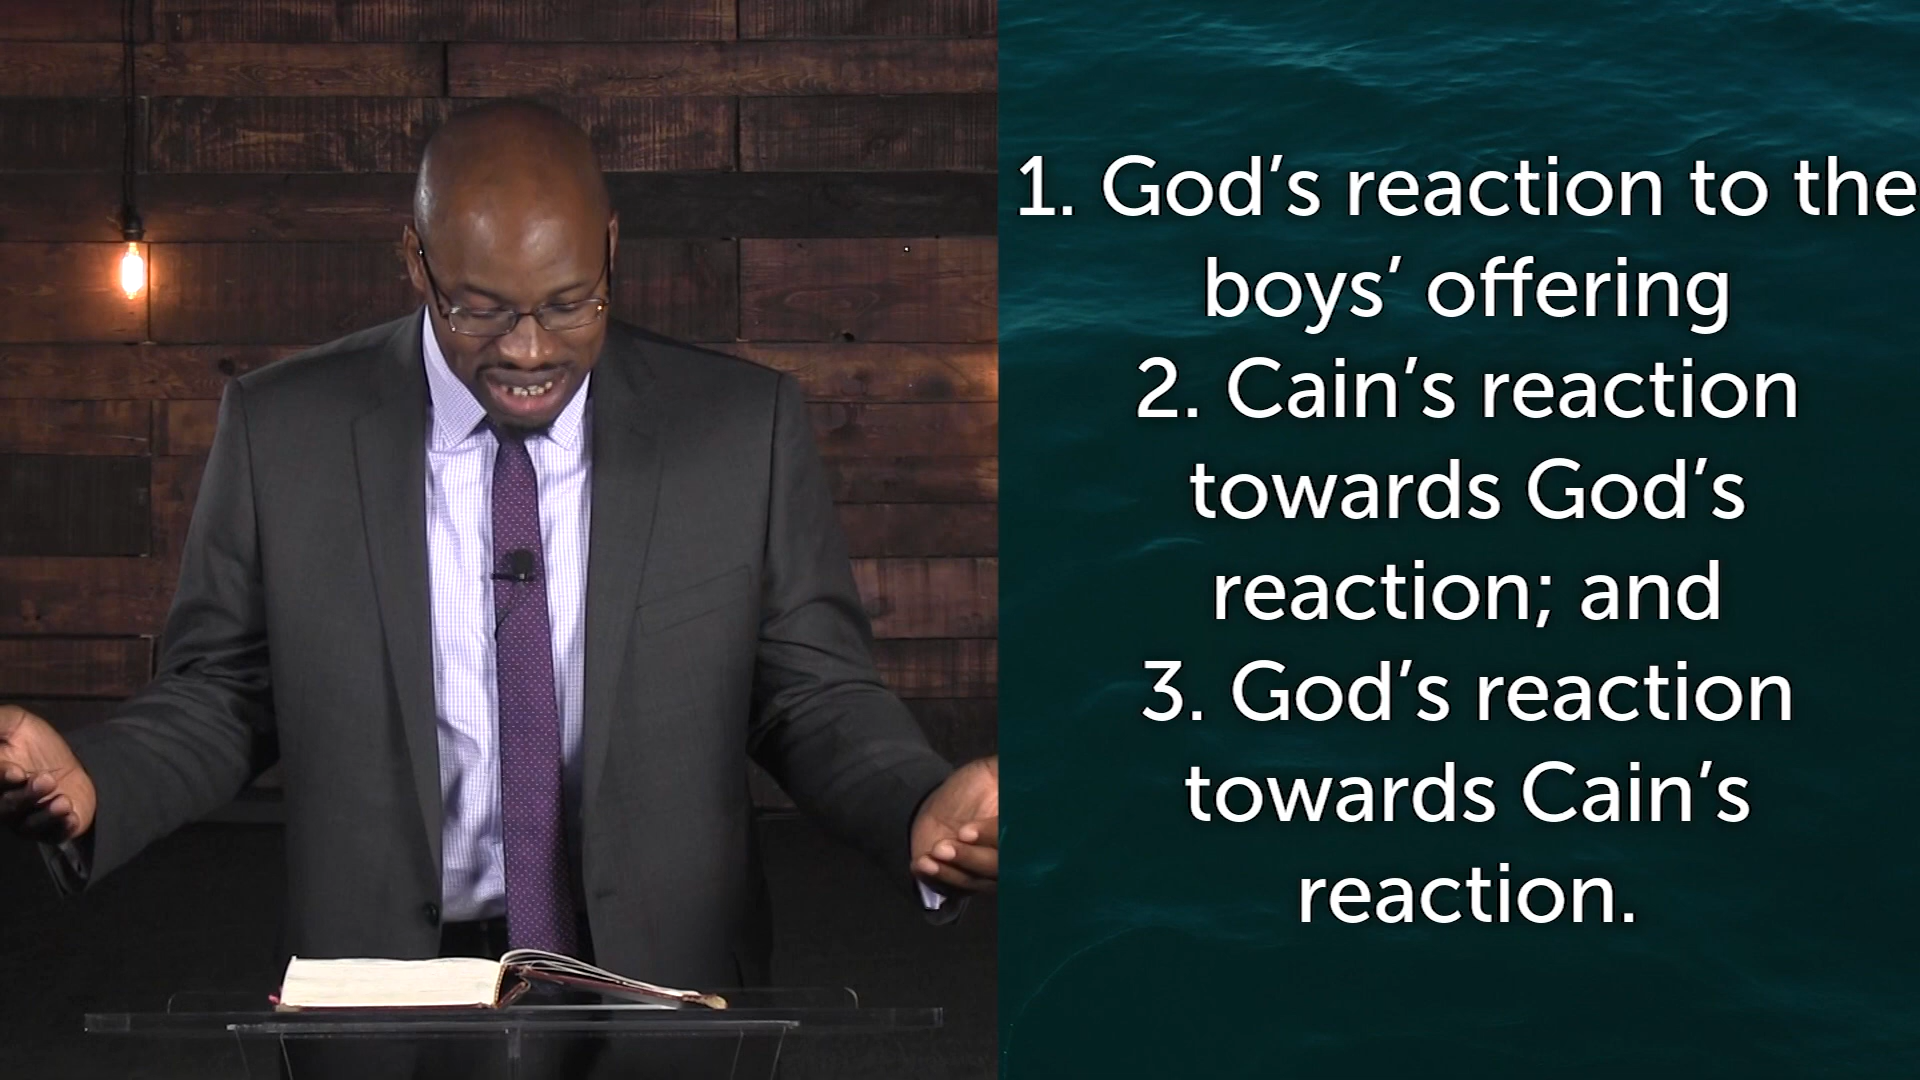 1. God’s reaction to the
boys’ offering
2. Cain’s reaction
towards God’s
reaction; and
3. God’s reaction
towards Cain’s
reaction.